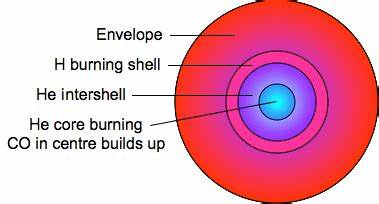 Envelope
H burning shell
He intershell
He core burning
CO in centre builds up